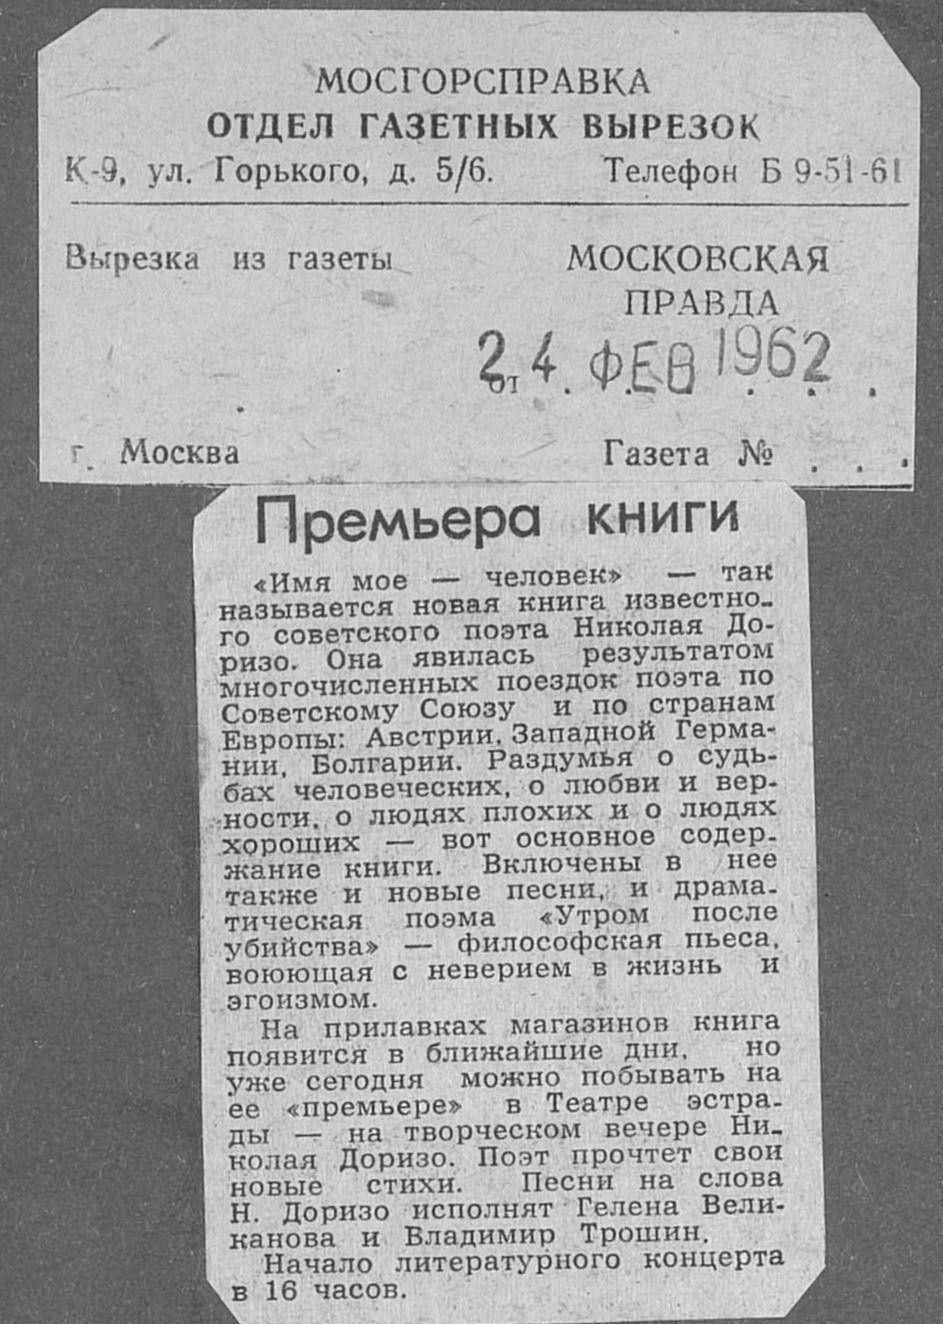 МОСГОРСПРАВКА
ОТДЕЛ ГАЗЕТНЫХ ВЫРЕЗОК
К-9, ул. Горького, д. 5/6. Телефон Б 9-51-61
Вырезка из газеты МОСКОВСКАЯ
ПРАВДА
от 24 ФЕВ 1962 . . . .
г. Москва Газета № . . .
Премьера книги
«Имя мое — человек» — так
называется новая книга известно-
го советского поэта Николая До-
ризо. Она явилась результатом
многочисленных поездок поэта по
Советскому Союзу и по странам
Европы: Австрии, Западной Герма-
нии, Болгарии. Раздумья о судь-
бах человеческих, о любви и вер-
ности, о людях плохих и о людях
хороших — вот основное содер-
жание книги. Включены в нее
также и новые песни, и драма-
тическая поэма «Утром после
убийства» — философская пьеса,
воюющая с неверием в жизнь и
эгоизмом.
На прилавках магазинов книга
появится в ближайшие дни, но
уже сегодня можно побывать на
ее «премьере» в Театре эстра-
ды — на творческом вечере Ни-
колая Доризо. Поэт прочтет свои
новые стихи. Песни на слова
Н. Доризо исполнят Гелена Вели-
канова и Владимир Трошин.
Начало литературного концерта
в 16 часов.